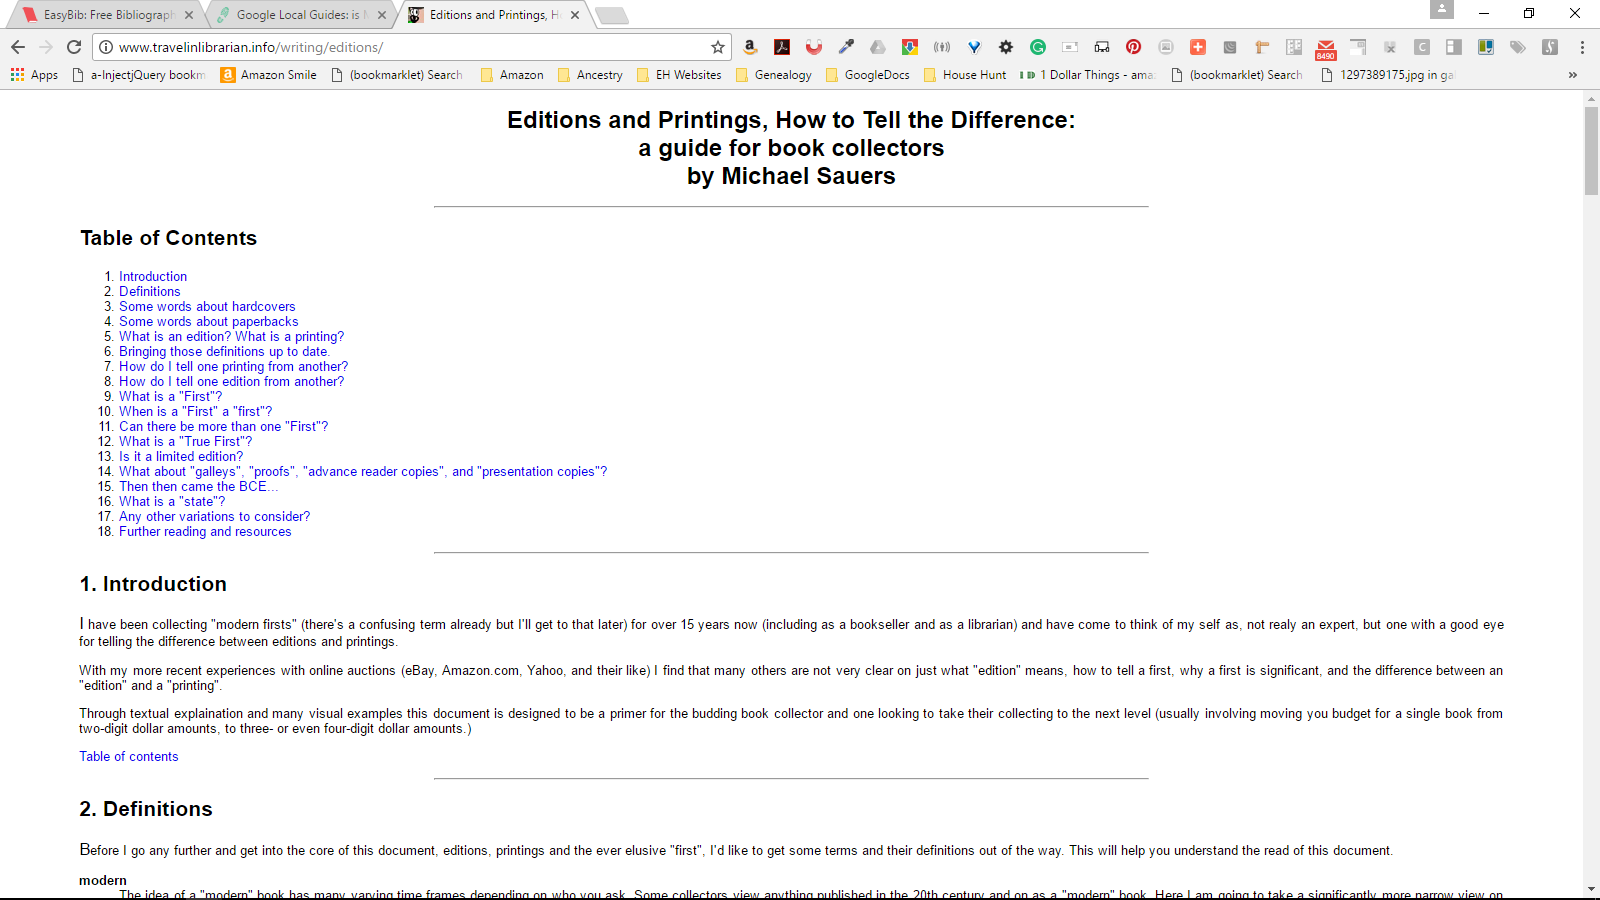 EasyBib: Free Bibliograph
Google Local Guides: is
Editions and Printings, H
www.travelinlibrarian.info/writing/editions/
8490
Apps
a-InjectjQuery bookm
Amazon Smile
(bookmarklet) Search
Amazon
Ancestry
EH Websites
Genealogy
GoogleDocs
House Hunt
1 Dollar Things - ama
(bookmarklet) Search
1297389175.jpg in ga
Editions and Printings, How to Tell the Difference:
a guide for book collectors
by Michael Sauers
Table of Contents
1. Introduction
2. Definitions
3. Some words about hardcovers
4. Some words about paperbacks
5. What is an edition? What is a printing?
6. Bringing those definitions up to date.
7. How do I tell one printing from another?
8. How do I tell one edition from another?
9. What is a "First"?
10. When is a "First" a "first"?
11. Can there be more than one "First"?
12. What is a "True First"?
13. Is it a limited edition?
14. What about "galleys", "proofs", "advance reader copies", and "presentation copies"?
15. Then then came the BCE...
16. What is a "state"?
17. Any other variations to consider?
18. Further reading and resources
1. Introduction
I have been collecting "modern firsts" (there's a confusing term already but I'll get to that later) for over 15 years now (including as a bookseller and as a librarian) and have come to think of my self as, not realy an expert, but one with a good eye
for telling the difference between editions and printings.
With my more recent experiences with online auctions (eBay, Amazon.com, Yahoo, and their like) I find that many others are not very clear on just what "edition" means, how to tell a first, why a first is significant, and the difference between an
"edition" and a "printing".
Through textual explaination and many visual examples this document is designed to be a primer for the budding book collector and one looking to take their collecting to the next level (usually involving moving you budget for a single book from
two-digit dollar amounts, to three- or even four-digit dollar amounts.)
Table of contents
2. Definitions
Before I go any further and get into the core of this document, editions, printings and the ever elusive "first", I'd like to get some terms and their definitions out of the way. This will help you understand the read of this document.
modern
The idea of a "modern" book has many varying time frames depending on who you ask. Some collectors view anything published in the 20th century and on as a "modern" book. Here I am going to take a significantly more narrow view on